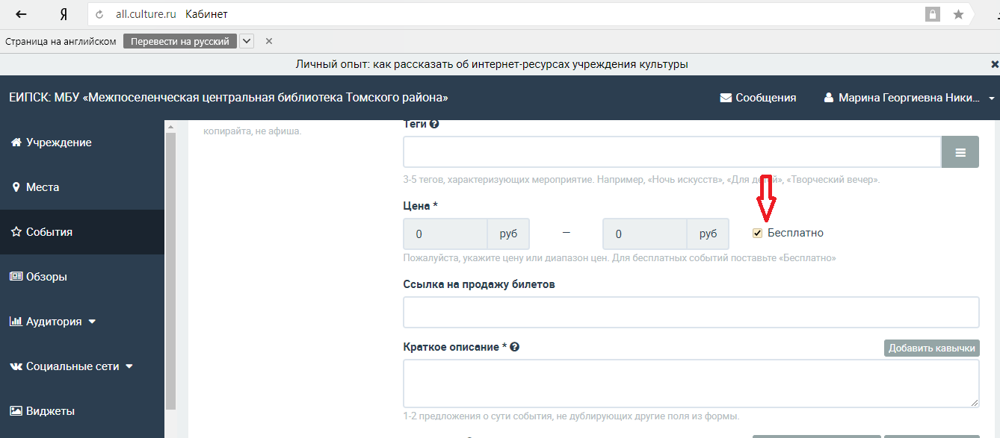 Я all.culture.ru Кабинет
Страница на английском Перевести на русский
Личный опыт: как рассказать об интернет-ресурсах учреждения культуры
ЕИПСК: МБУ «Межпоселенческая центральная библиотека Томского района»
Сообщения
Марина Георгиевна Ники...
Учреждение
Места
События
Обзоры
Аудитория
Социальные сети
Виджеты
копирайта, не афиша.
Теги
3-5 тегов, характеризующих мероприятие. Например, «Ночь искусств», «Для детей», «Творческий вечер».
Цена *
0 руб — 0 руб Бесплатно
Пожалуйста, укажите цену или диапазон цен. Для бесплатных событий поставьте «Бесплатно»
Ссылка на продажу билетов
Краткое описание *
Добавить кавычки
1-2 предложения о сути события, не дублирующих другие поля из формы.